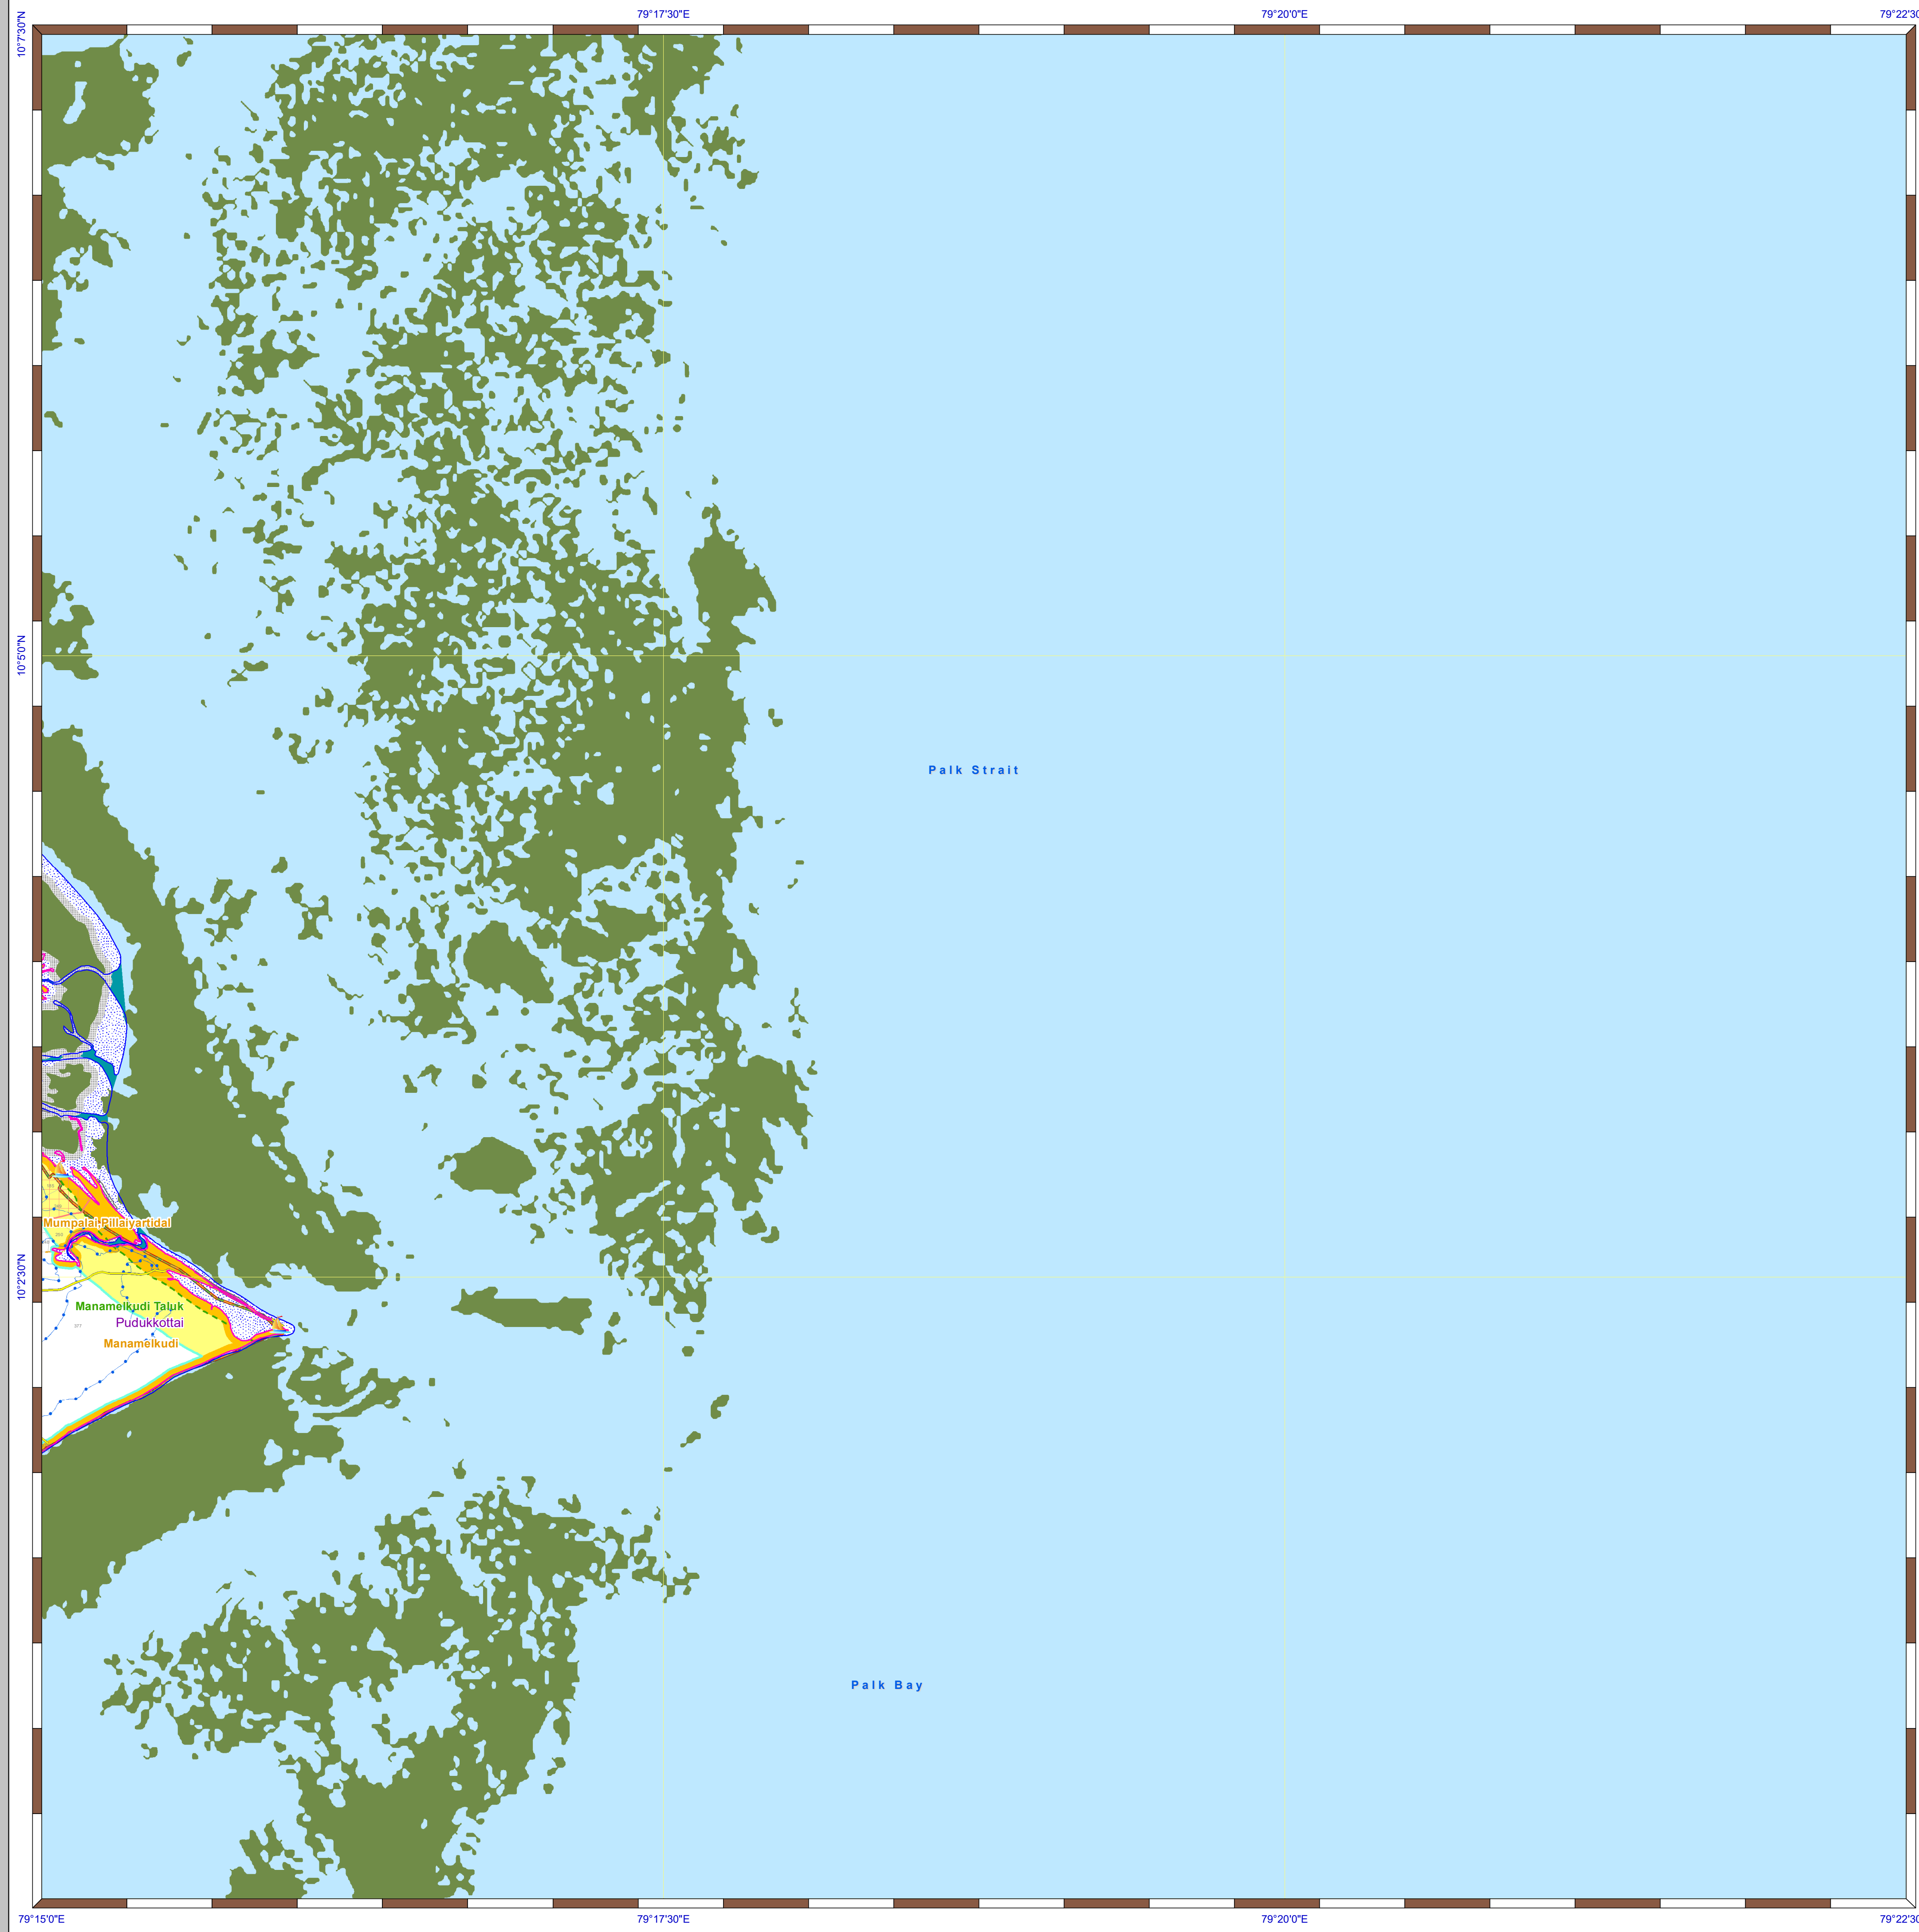 79°17'30"E
79°20'0"E
79°22'30
10°7'30"N
10°5'0"N
Palk Strait
Mumpalai,Pillaiyartidal
10°2'30"N
Manamelkudi Taluk
Pudukkottai
377
Manamelkudi
Palk Bay
79°15'0"E
79°17'30"E
79°20'0"E
79°22'30